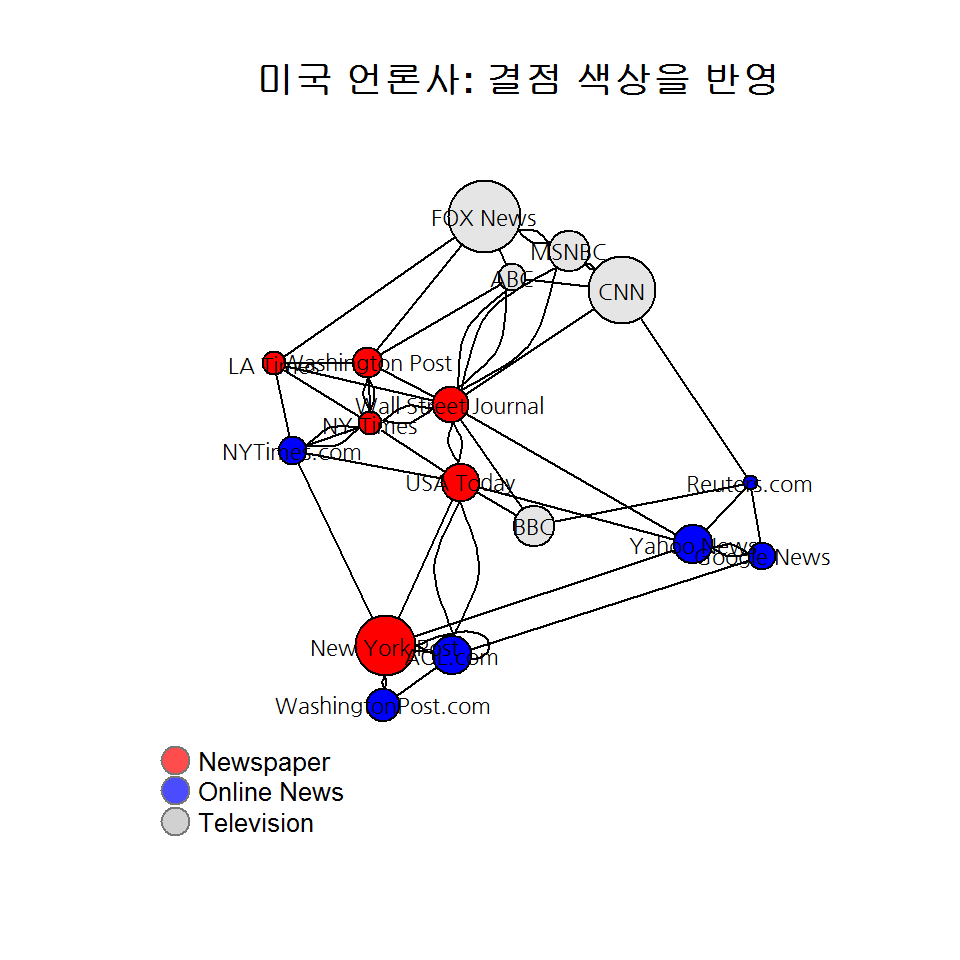 미국 언론사: 결점 색상을 반영
FOX News
MSNBC
ABC
CNN
LA Times
Washington Post
Wall Street Journal
NY Times
NYTimes.com
USA Today
Reuters.com
BBC
Yahoo News
Google News
New York Post
AOL.com
WashingtonPost.com
Newspaper
Online News
Television